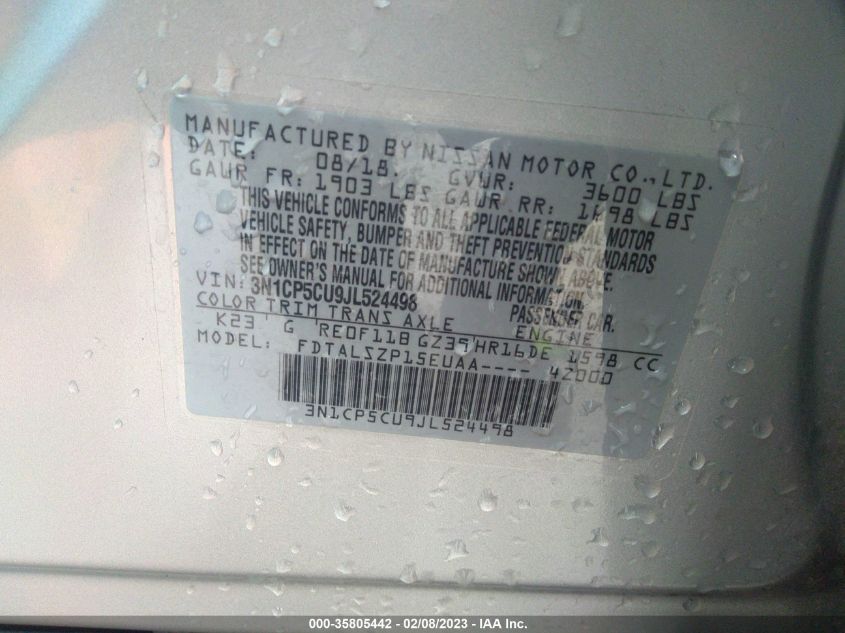 MANUFACTURED BY NISSAN MOTOR CO.,LTD.
DATE: 08/18. GVWR: 3600 LBS
GAWR FR: 1903 LBS GAWR RR: 1698 LBS
THIS VEHICLE CONFORMS TO ALL APPLICABLE FEDERAL MOTOR
VEHICLE SAFETY, BUMPER AND THEFT PREVENTION STANDARDS
IN EFFECT ON THE DATE OF MANUFACTURE SHOWN ABOVE.
SEE OWNER'S MANUAL FOR ADDITIONAL INFORMATION.
VIN: 3N1CP5CU9JL524498 PASSENGER CAR.
COLOR TRIM TRANS AXLE ENGINE
K23 G RE0F11B GZ39 HR16DE 1598 CC
MODEL: FDTALSZP15EUAA---- 42000
3N1CP5CU9JL524498
000-35805442 - 02/08/2023 - IAA Inc.